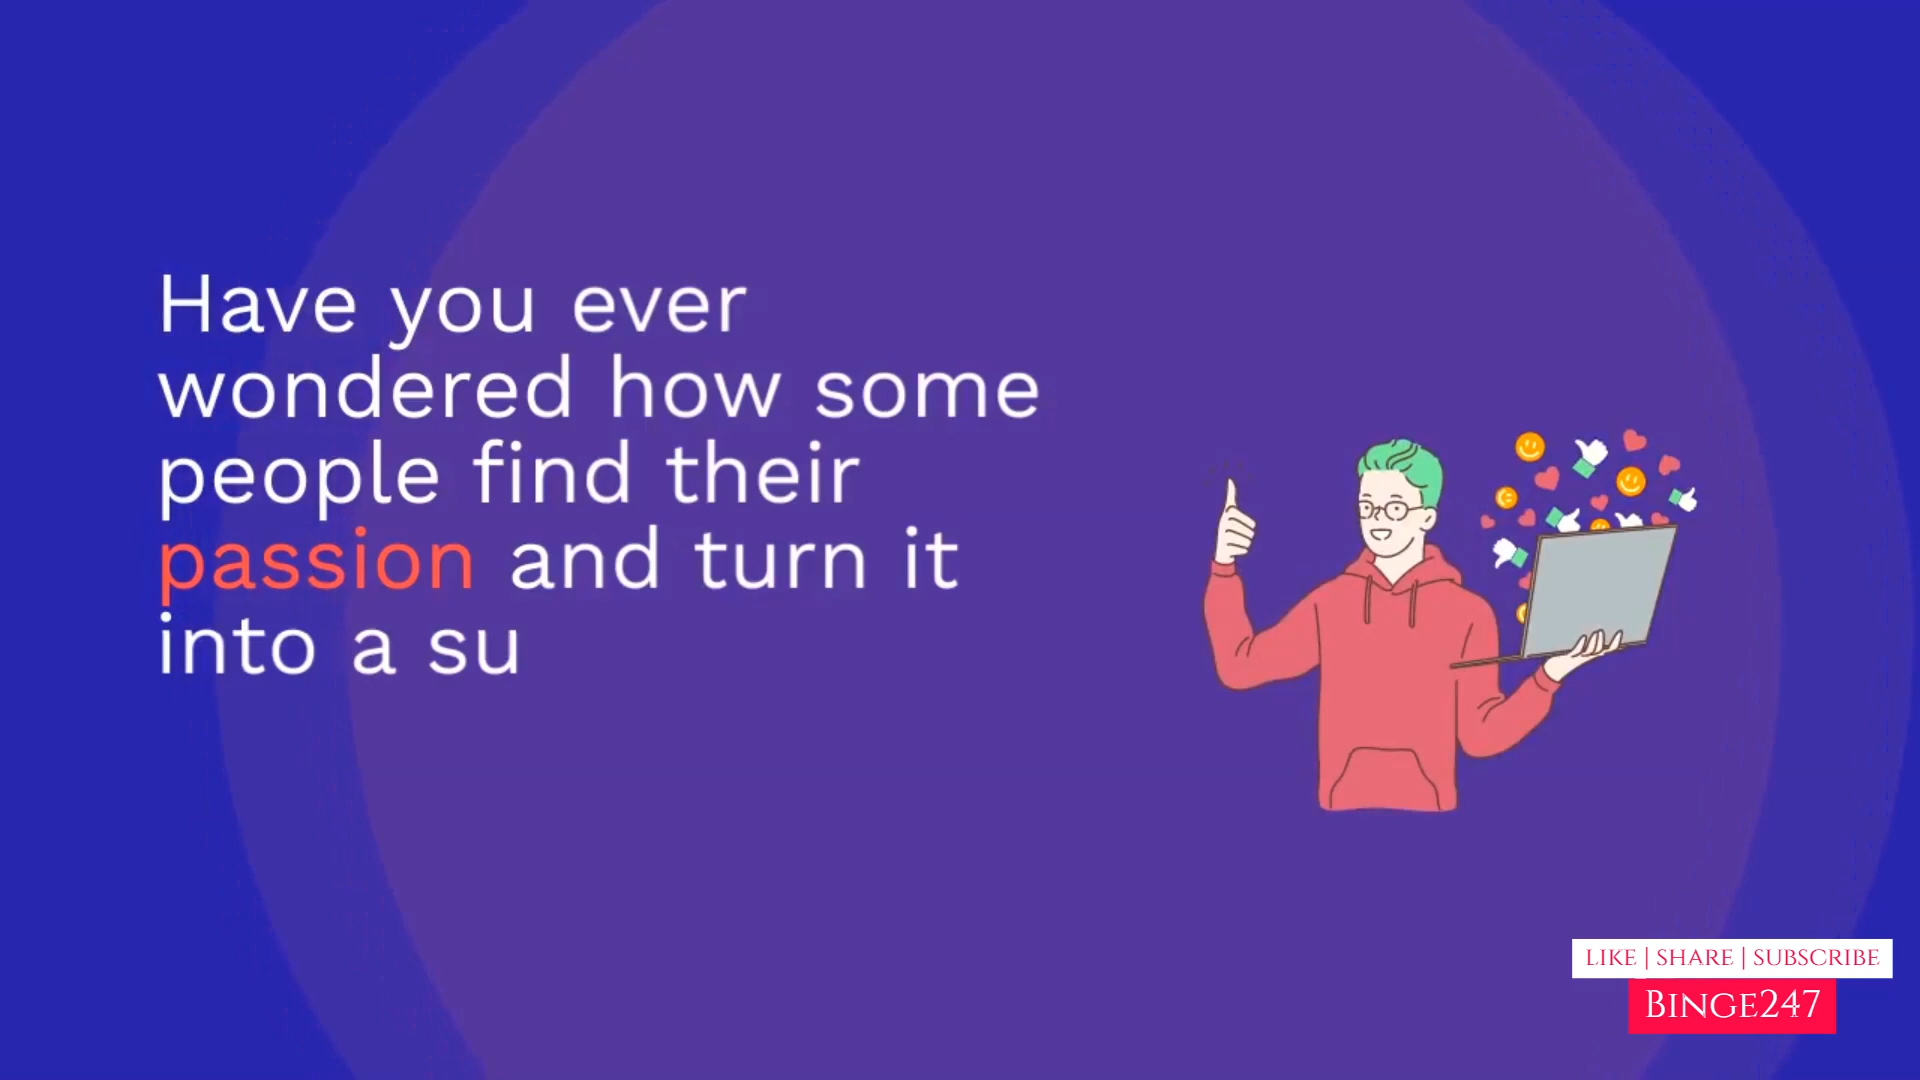 Have you ever
wondered how some
people find their
passion and turn it
into a su
LIKE | SHARE | SUBSCRIBE
BINGE247